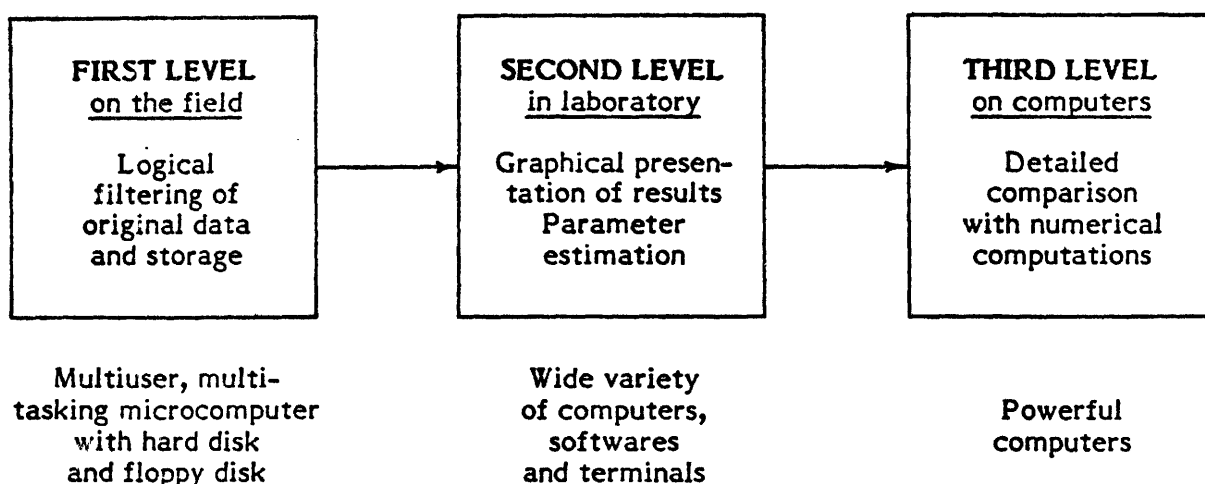 FIRST LEVEL
on the field
Logical
filtering of
original data
and storage
SECOND LEVEL
in laboratory
Graphical presen-
tation of results
Parameter
estimation
THIRD LEVEL
on computers
Detailed
comparison
with numerical
computations
Multiuser, multi-
tasking microcomputer
with hard disk
and floppy disk
Wide variety
of computers,
softwares
and terminals
Powerful
computers